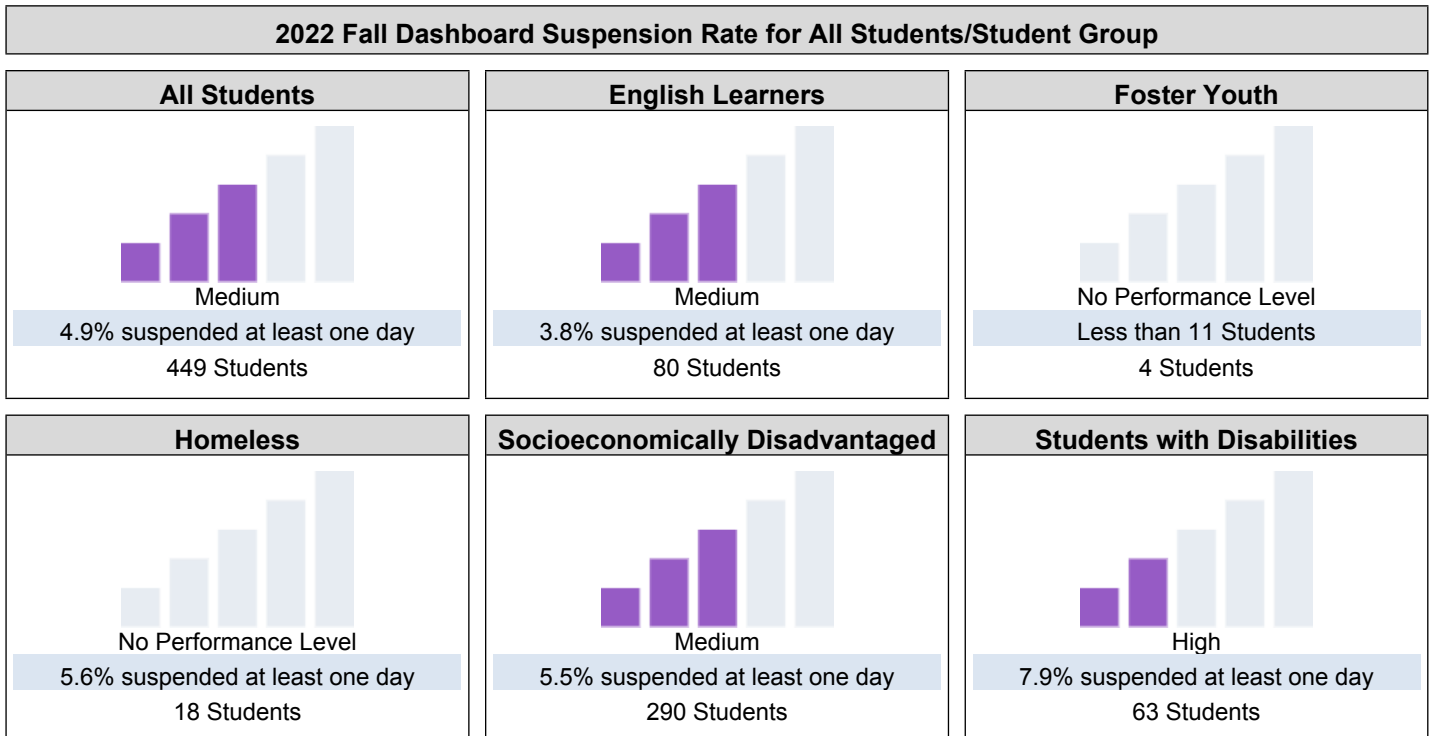 2022 Fall Dashboard Suspension Rate for All Students/Student Group
All Students
Medium
4.9% suspended at least one day
449 Students
English Learners
Medium
3.8% suspended at least one day
80 Students
Foster Youth
No Performance Level
Less than 11 Students
4 Students
Homeless
No Performance Level
5.6% suspended at least one day
18 Students
Socioeconomically Disadvantaged
Medium
5.5% suspended at least one day
290 Students
Students with Disabilities
High
7.9% suspended at least one day
63 Students